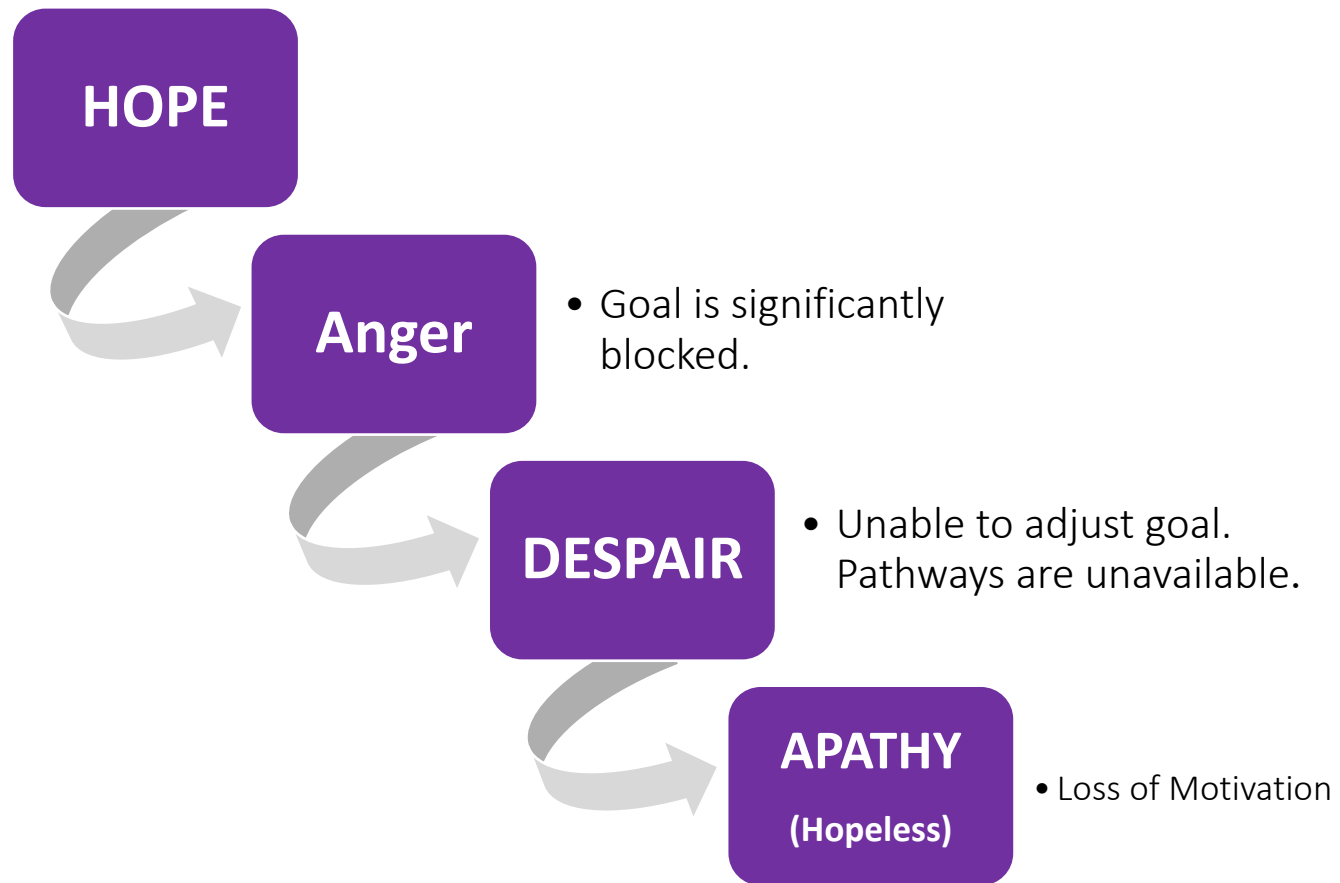 HOPE
Anger
• Goal is significantly
blocked.
DESPAIR
• Unable to adjust goal.
Pathways are unavailable.
APATHY
(Hopeless)
• Loss of Motivation